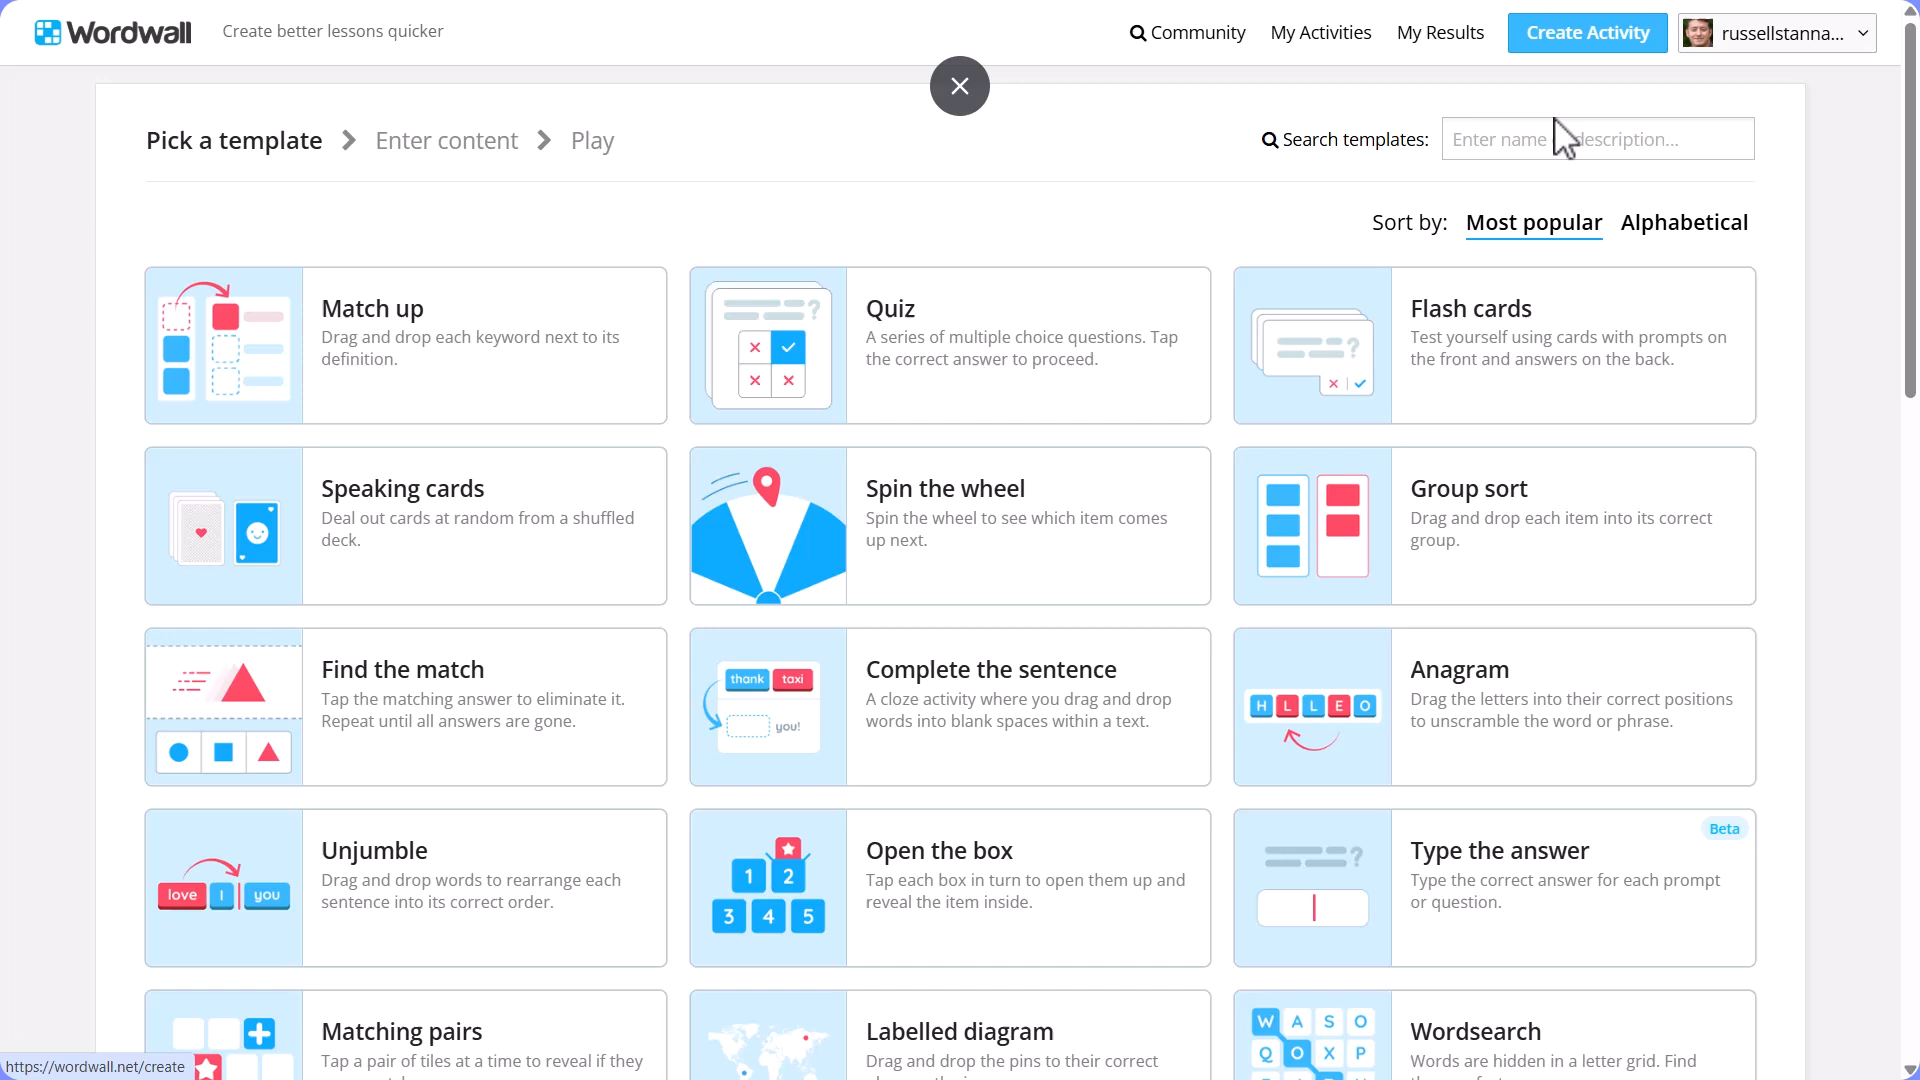 Wordwall Create better lessons quicker Community My Activities My Results Create Activity russellstanna...
Pick a template Enter content Play Search templates: Enter name description...
Sort by: Most popular Alphabetical
Match up
Drag and drop each keyword next to its
definition.
Quiz
A series of multiple choice questions. Tap
the correct answer to proceed.
Flash cards
Test yourself using cards with prompts on
the front and answers on the back.
Speaking cards
Deal out cards at random from a shuffled
deck.
Spin the wheel
Spin the wheel to see which item comes
up next.
Group sort
Drag and drop each item into its correct
group.
Find the match
Tap the matching answer to eliminate it.
Repeat until all answers are gone.
thank taxi
you!
Complete the sentence
A cloze activity where you drag and drop
words into blank spaces within a text.
H L L E O
Anagram
Drag the letters into their correct positions
to unscramble the word or phrase.
love I you
Unjumble
Drag and drop words to rearrange each
sentence into its correct order.
1 2
3 4 5
Open the box
Tap each box in turn to open them up and
reveal the item inside.
Beta
Type the answer
Type the correct answer for each prompt
or question.
Matching pairs
Tap a pair of tiles at a time to reveal if they
Labelled diagram
Drag and drop the pins to their correct
W A S O
Q O X P
Wordsearch
Words are hidden in a letter grid. Find
https://wordwall.net/create